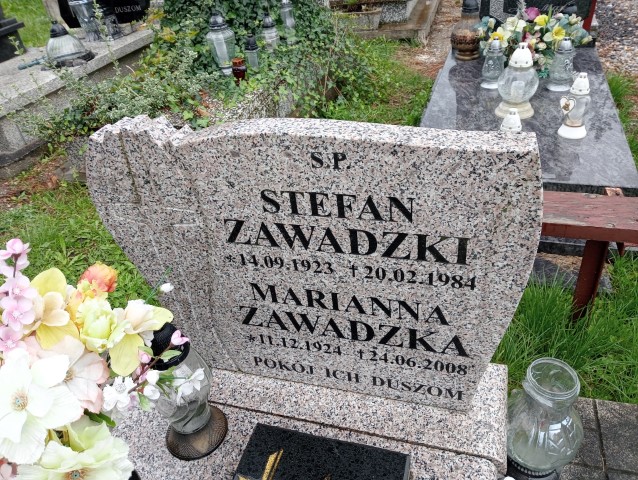 DUSZOM
Ś.P.
STEFAN
ZAWADZKI
*14.09.1923 †20.02.1984
MARIANNA
ZAWADZKA
*11.12.1924 †24.06.2008
POKÓJ ICH DUSZOM